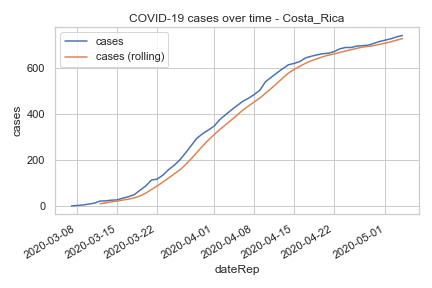 COVID-19 cases over time - Costa_Rica
cases
cases (rolling)
cases
600
400
200
0
2020-03-08
2020-03-15
2020-03-22
2020-04-01
2020-04-08
2020-04-15
2020-04-22
2020-05-01
dateRep